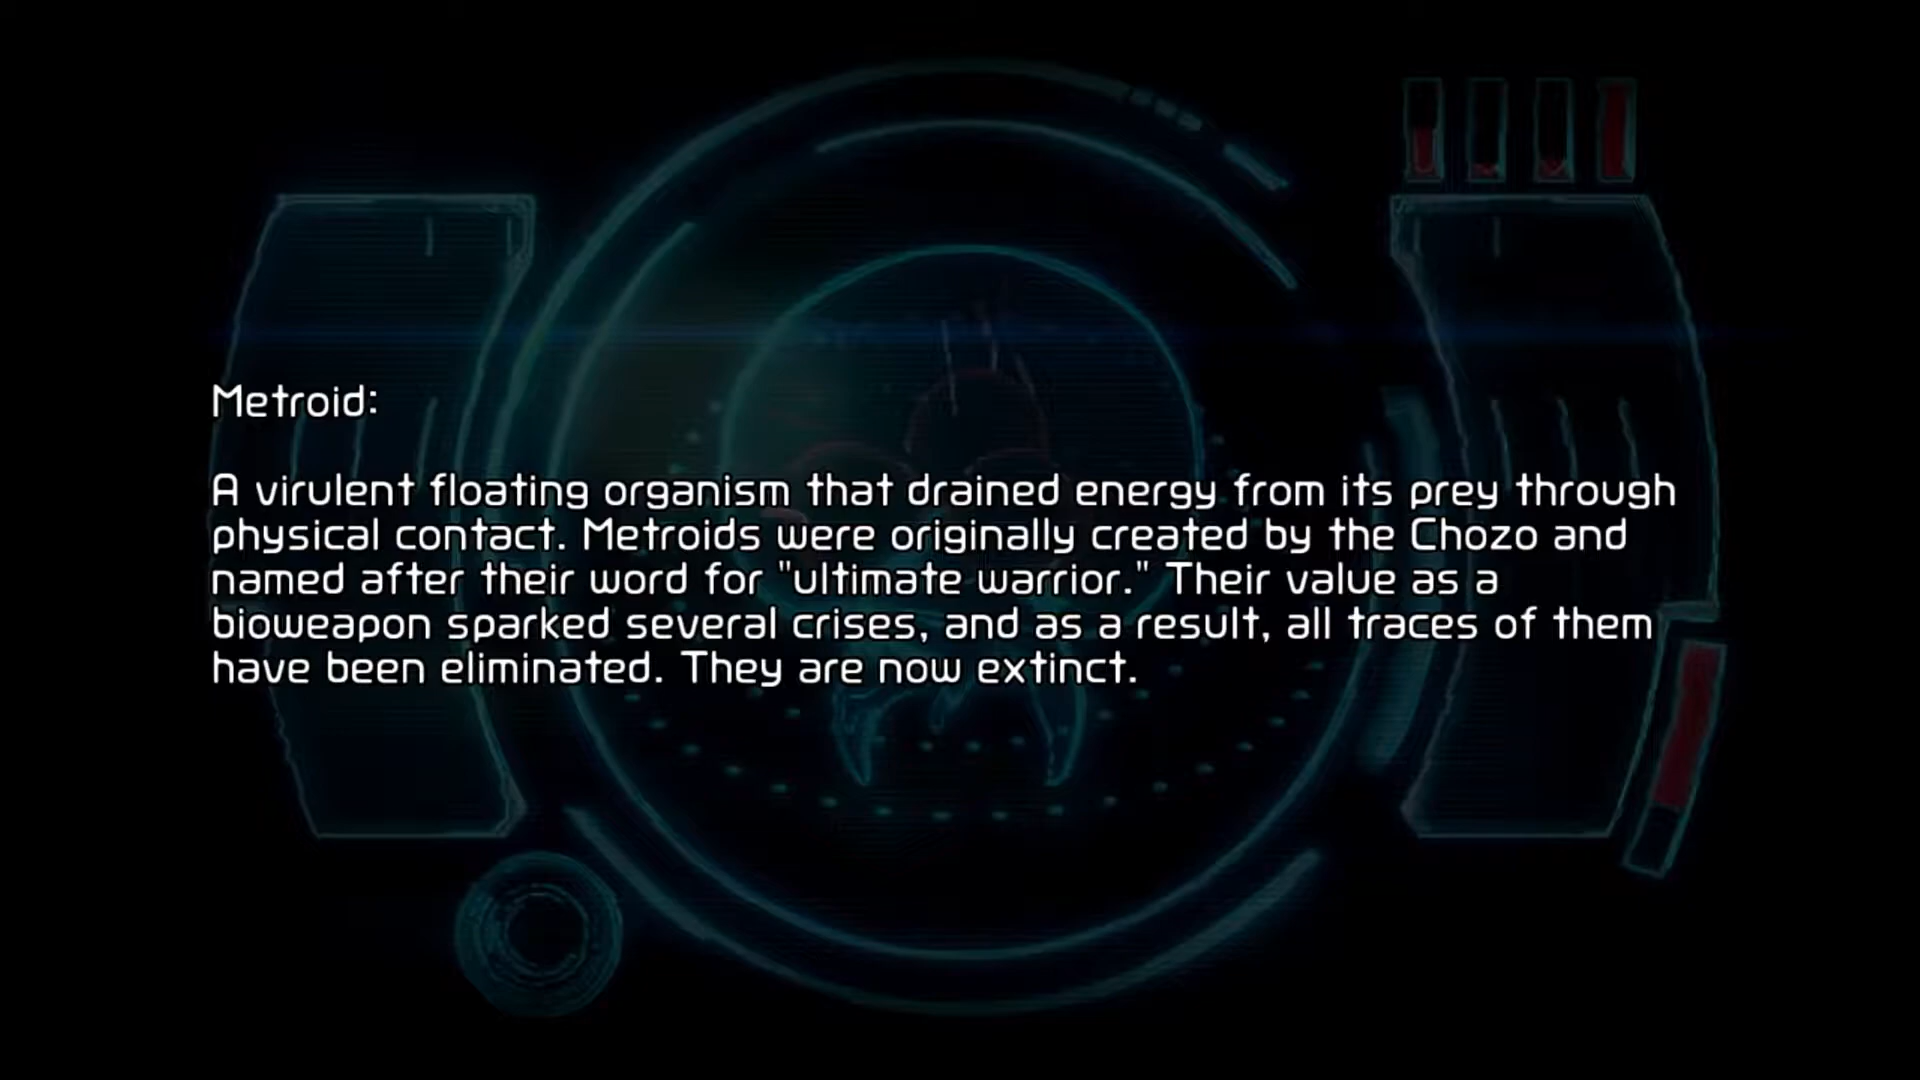 Metroid:
A virulent floating organism that drained energy from its prey through
physical contact. Metroids were originally created by the Chozo and
named after their word for "ultimate warrior." Their value as a
bioweapon sparked several crises, and as a result, all traces of them
have been eliminated. They are now extinct.